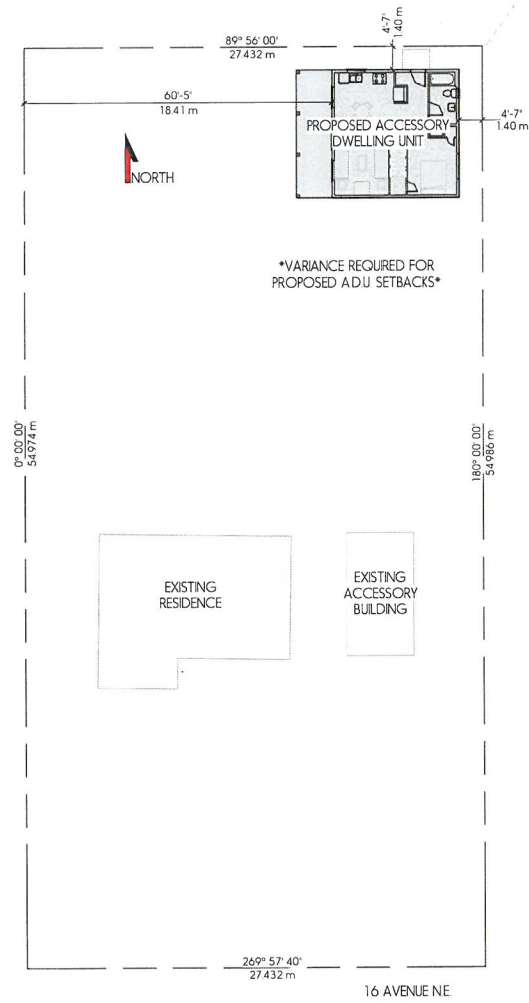 4'-7"
1.40 m
89° 56' 00"
27.432 m
60'-5"
18.41 m
4'-7"
1.40 m
PROPOSED ACCESSORY
DWELLING UNIT
NORTH
*VARIANCE REQUIRED FOR
PROPOSED A.D.U. SETBACKS*
0° 00' 00"
54.974 m
180° 00' 00"
54.986 m
EXISTING
RESIDENCE
EXISTING
ACCESSORY
BUILDING
269° 57' 40"
27.432 m
16 AVENUE N.E.